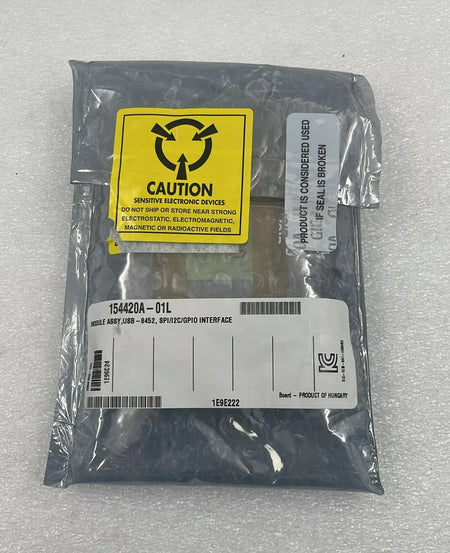 CAUTION
SENSITIVE ELECTRONIC DEVICES
DO NOT SHIP OR STORE NEAR STRONG
ELECTROSTATIC, ELECTROMAGNETIC,
MAGNETIC OR RADIOACTIVE FIELDS
PRODUCT IS CONSIDERED USED
IF SEAL IS BROKEN
154420A-01L
MODULE ASSY,USB-8452, SPI/I2C/GPIO INTERFACE
1E96C24
1E9E222
Board - PRODUCT OF HUNGARY